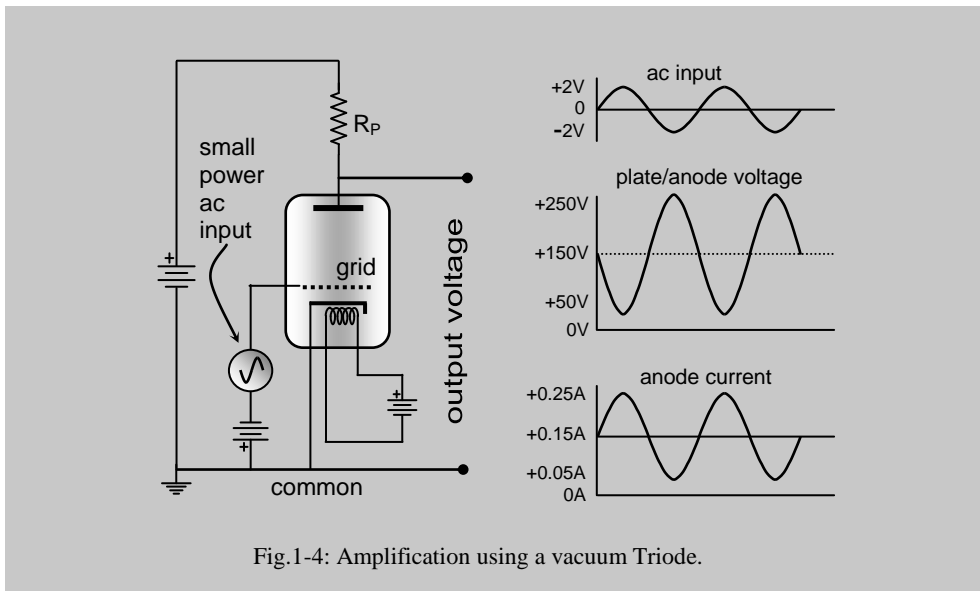 small
power
ac
input
R_P
grid
output voltage
common
+
+
+
ac input
+2V
0
-2V
plate/anode voltage
+250V
+150V
+50V
0V
anode current
+0.25A
+0.15A
+0.05A
0A
Fig.1-4: Amplification using a vacuum Triode.